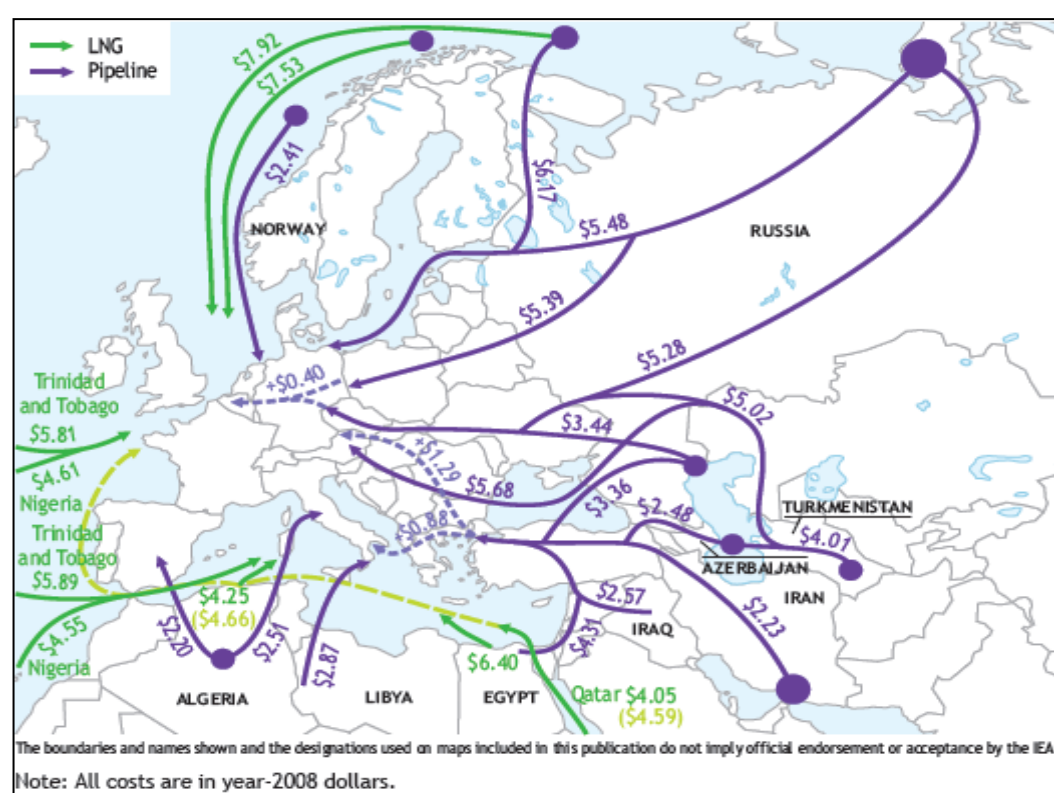 LNG
Pipeline
$7.92
$7.53
$2.41
$6.17
NORWAY
$5.48
RUSSIA
$5.39
$5.28
+$0.40
Trinidad
and Tobago
$5.81
$4.61
Nigeria
$5.02
$3.44
+$1.29
$5.68
$3.36
$2.48
TURKMENISTAN
$4.01
AZERBAIJAN
IRAN
+$0.88
Trinidad
and Tobago
$5.89
$4.55
Nigeria
$4.25
($4.66)
$2.20
$2.51
$2.87
$2.57
IRAQ
$4.31
$2.23
$6.40
ALGERIA
LIBYA
EGYPT
Qatar $4.05
($4.59)
The boundaries and names shown and the designations used on maps included in this publication do not imply official endorsement or acceptance by the IEA
Note: All costs are in year-2008 dollars.